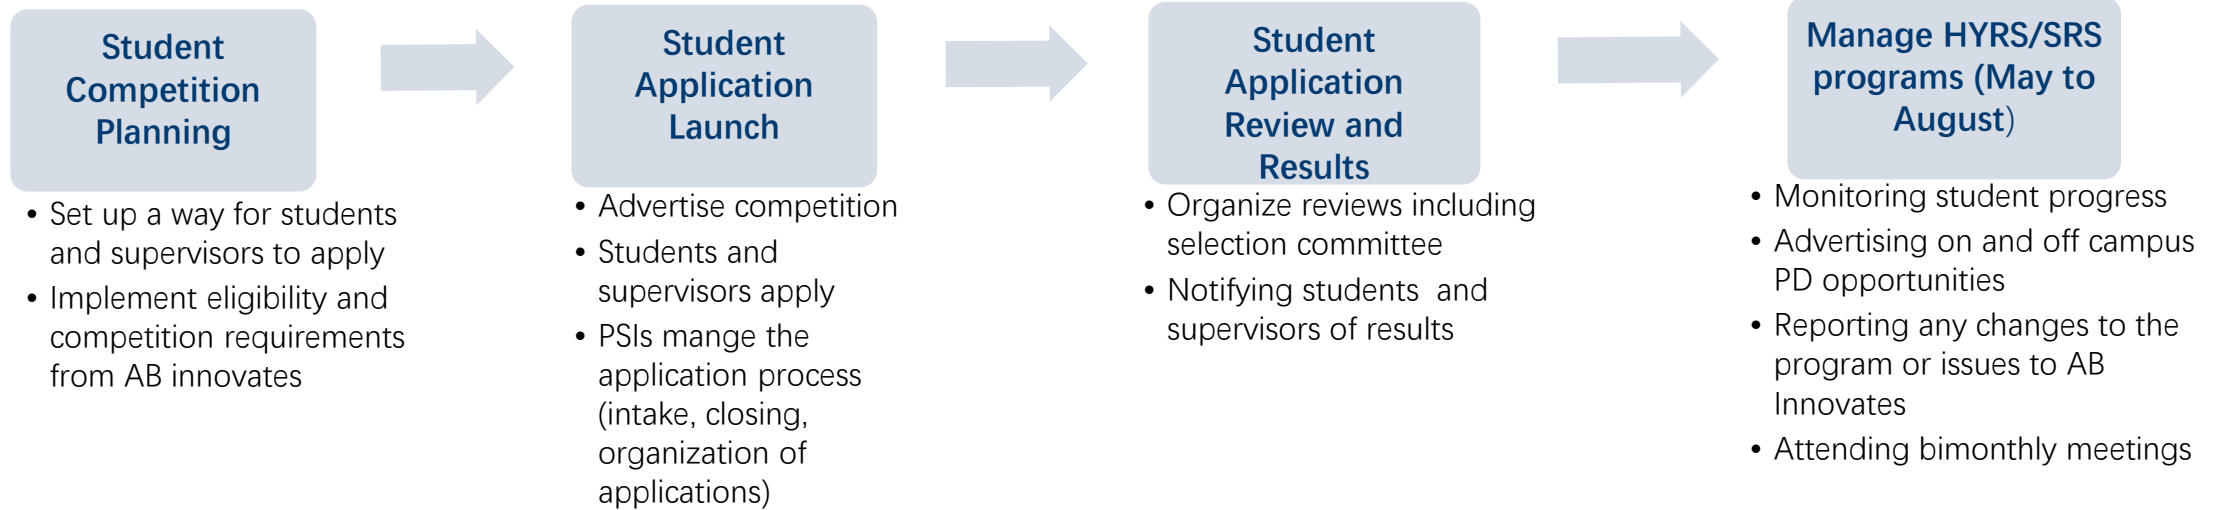 Student
Competition
Planning
• Set up a way for students
and supervisors to apply
• Implement eligibility and
competition requirements
from AB innovates
Student
Application
Launch
• Advertise competition
• Students and
supervisors apply
• PSIs mange the
application process
(intake, closing,
organization of
applications)
Student
Application
Review and
Results
• Organize reviews including
selection committee
• Notifying students  and
supervisors of results
Manage HYRS/SRS
programs (May to
August)
• Monitoring student progress
• Advertising on and off campus
PD opportunities
• Reporting any changes to the
program or issues to AB
Innovates
• Attending bimonthly meetings